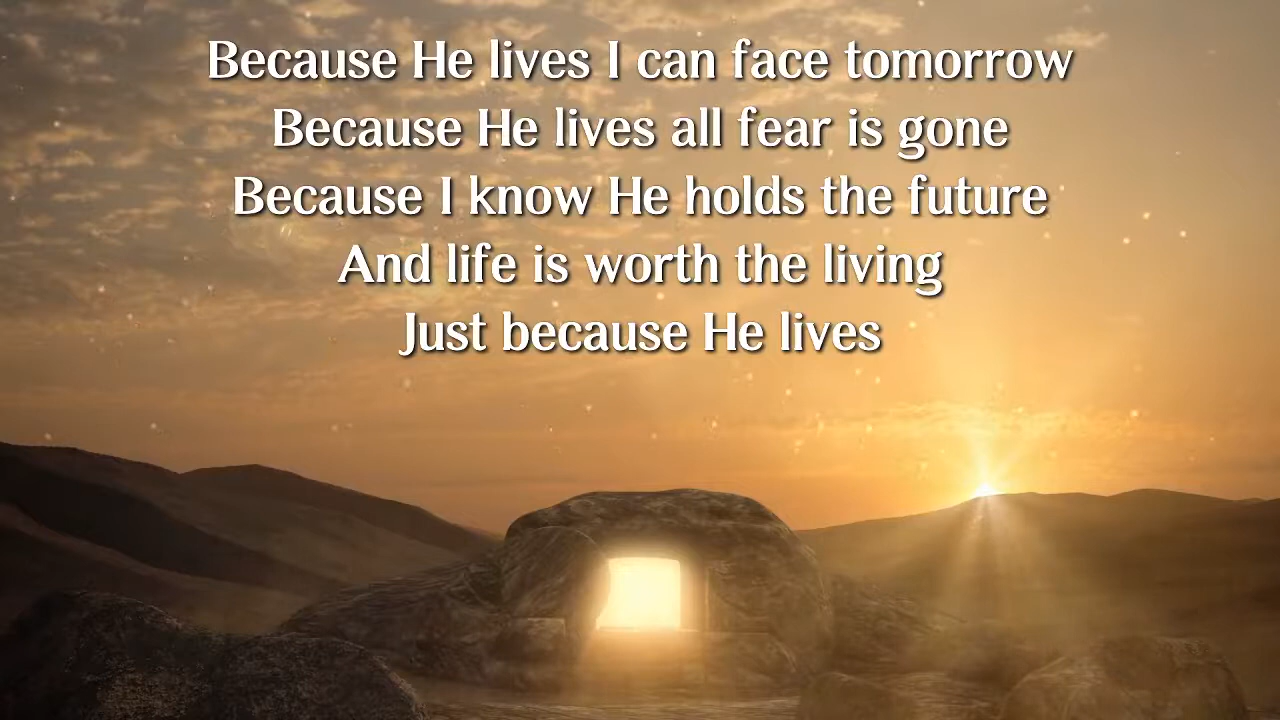 Because He lives I can face tomorrow
Because He lives all fear is gone
Because I know He holds the future
And life is worth the living
Just because He lives